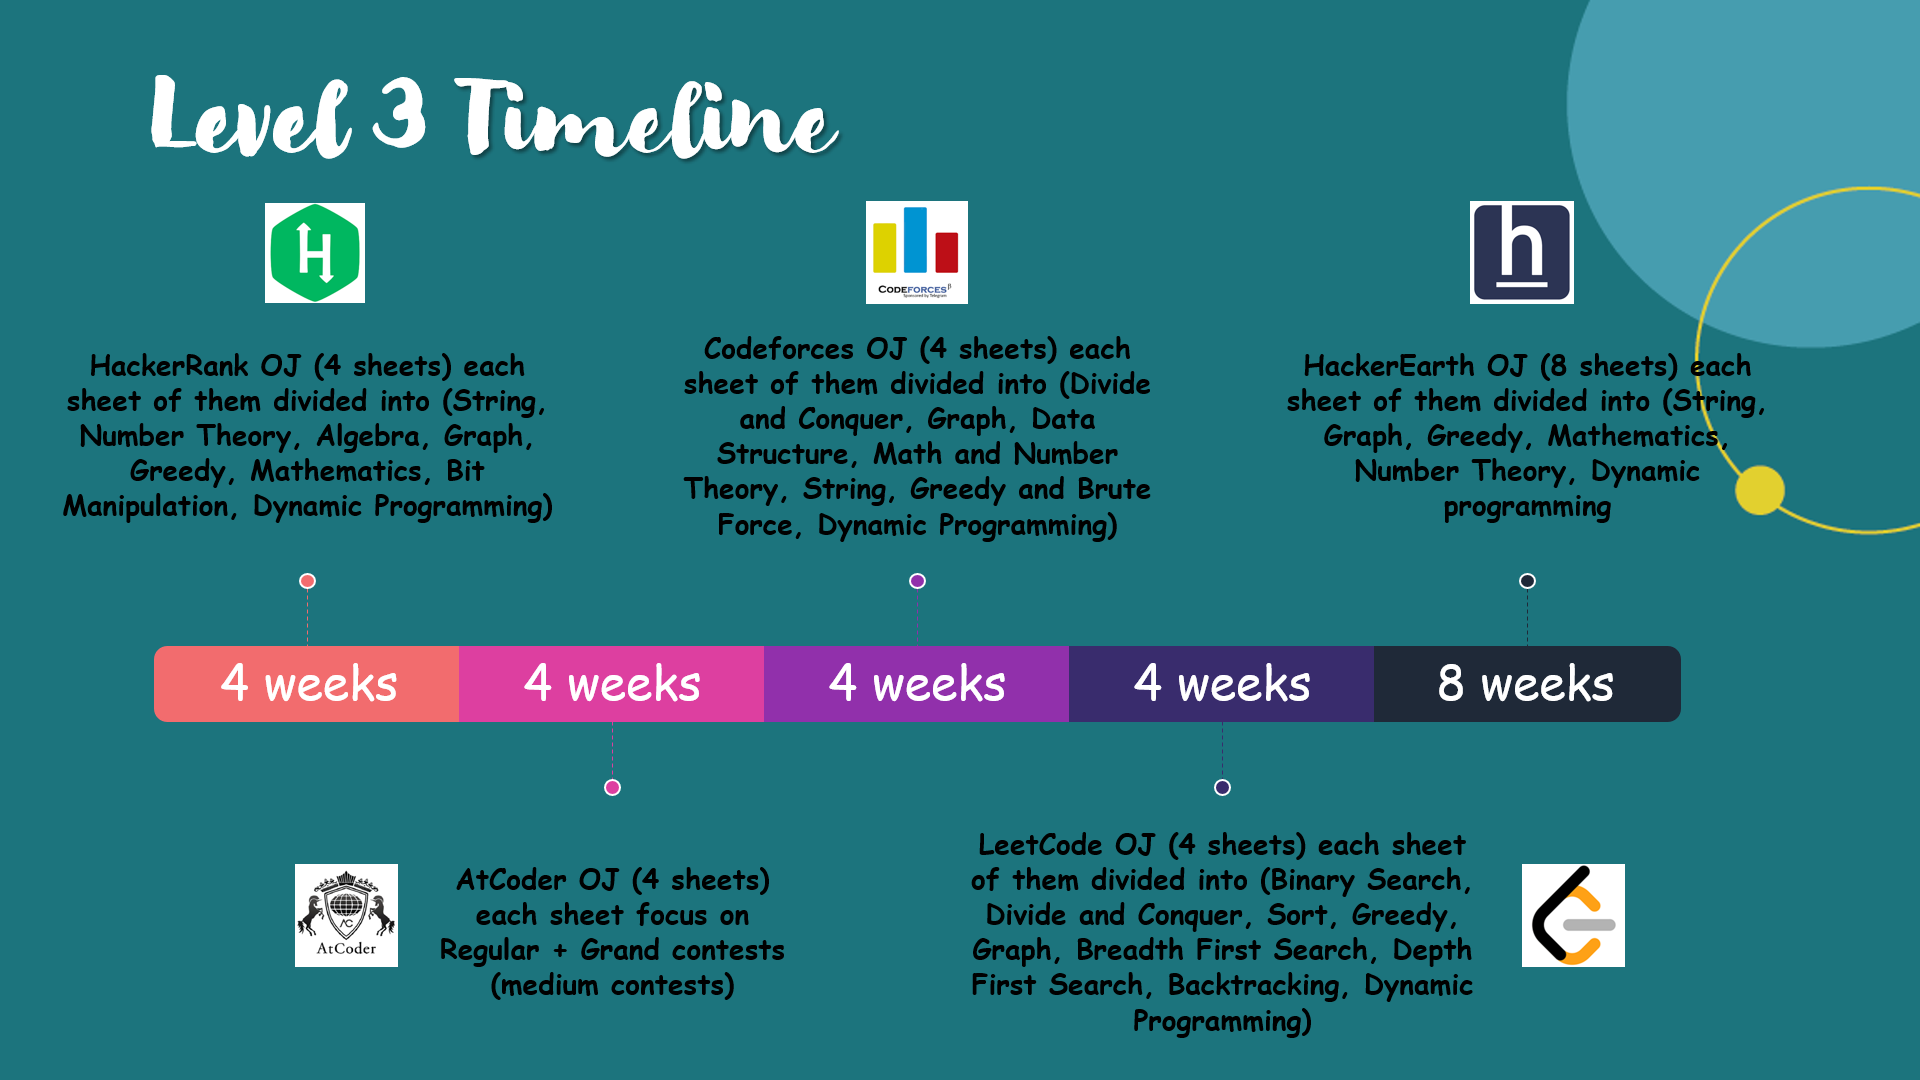 Level 3 Timeline
H
CODEFORCES β
Sponsored by Telegram
h
HackerRank OJ (4 sheets) each
sheet of them divided into (String,
Number Theory, Algebra, Graph,
Greedy, Mathematics, Bit
Manipulation, Dynamic Programming)
Codeforces OJ (4 sheets) each
sheet of them divided into (Divide
and Conquer, Graph, Data
Structure, Math and Number
Theory, String, Greedy and Brute
Force, Dynamic Programming)
HackerEarth OJ (8 sheets) each
sheet of them divided into (String,
Graph, Greedy, Mathematics,
Number Theory, Dynamic
programming
4 weeks
4 weeks
4 weeks
4 weeks
8 weeks
AC
AtCoder
AtCoder OJ (4 sheets)
each sheet focus on
Regular + Grand contests
(medium contests)
LeetCode OJ (4 sheets) each sheet
of them divided into (Binary Search,
Divide and Conquer, Sort, Greedy,
Graph, Breadth First Search, Depth
First Search, Backtracking, Dynamic
Programming)